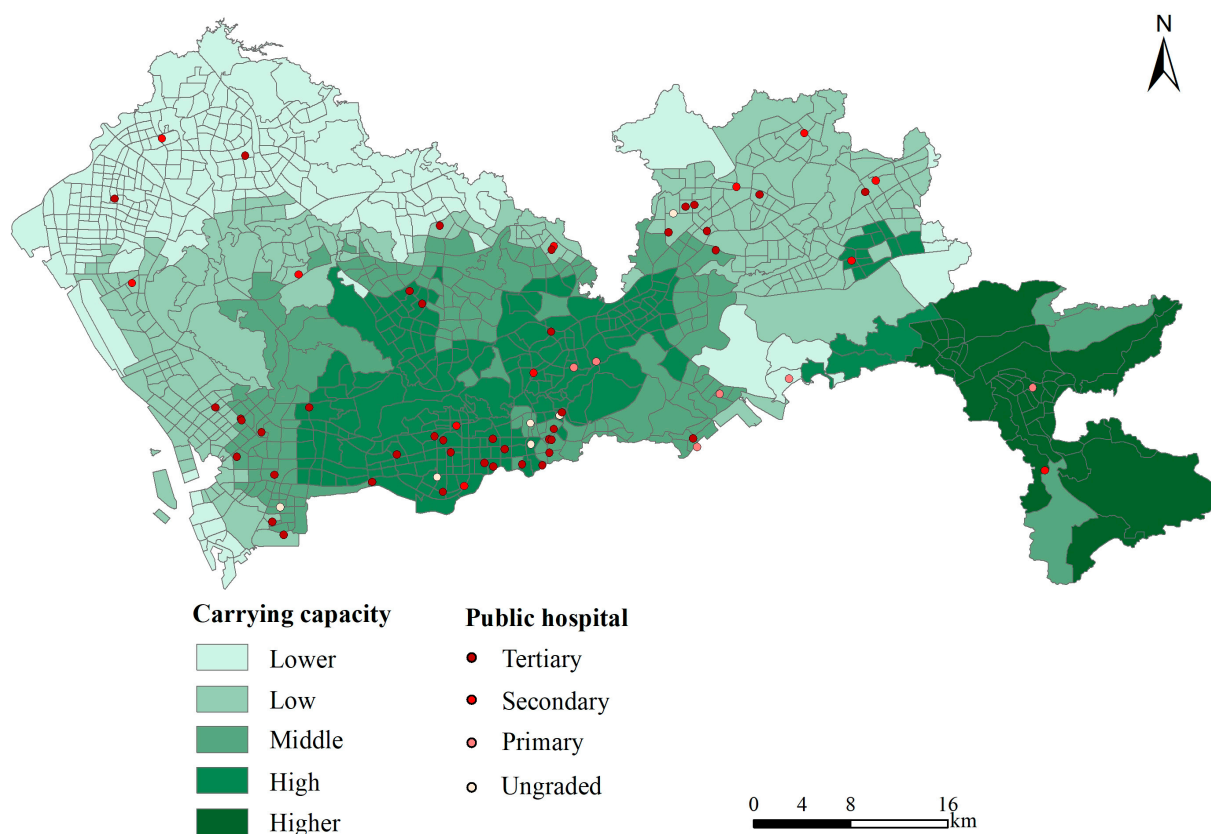 N
Carrying capacity
Lower
Low
Middle
High
Higher
Public hospital
Tertiary
Secondary
Primary
Ungraded
0 4 8 16
km